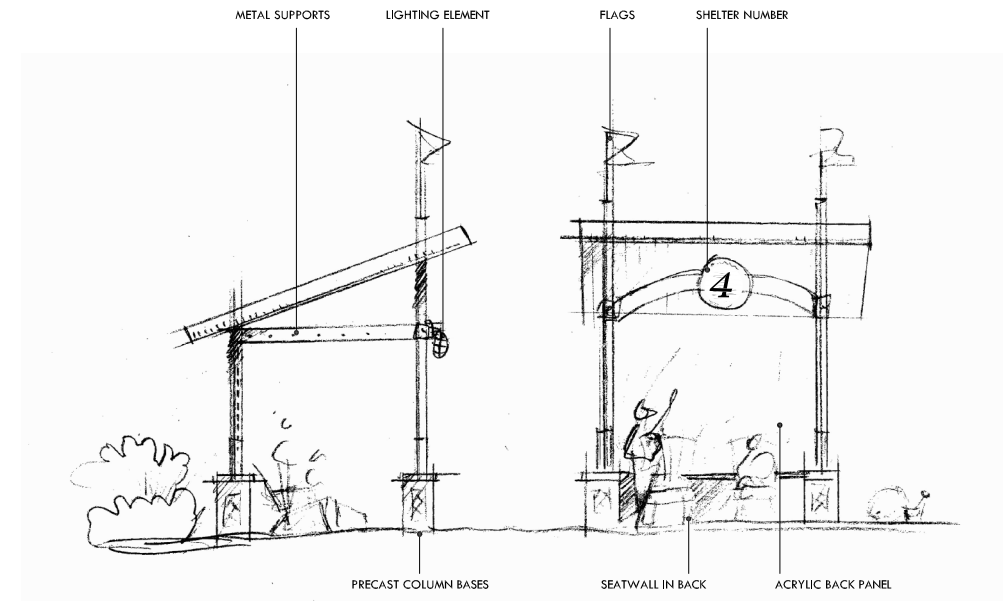 METAL SUPPORTS
LIGHTING ELEMENT
FLAGS
SHELTER NUMBER
4
PRECAST COLUMN BASES
SEATWALL IN BACK
ACRYLIC BACK PANEL